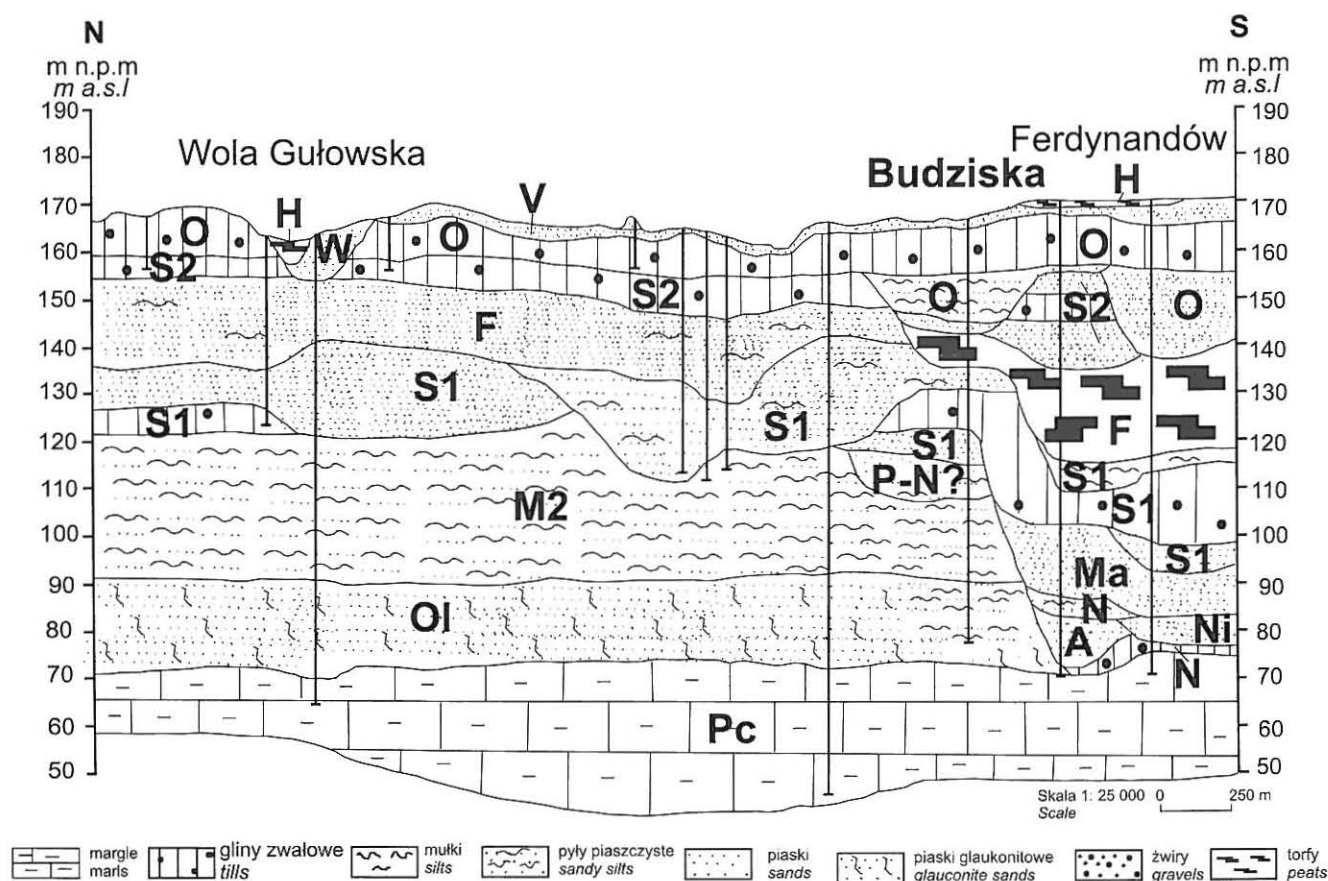 N
S
m n.p.m
m a.s.l
m n.p.m
m a.s.l
190
180
170
160
150
140
130
120
110
100
90
80
70
60
50
190
180
170
160
150
140
130
120
110
100
90
80
70
60
50
Wola Gułowska
Budziska
Ferdynandów
H
V
H
O
W
O
O
S2
S2
O
S2
O
F
S1
S1
S1
S1
F
P-N?
S1
S1
M2
S1
Ma
N
Ol
A
Ni
N
Pc
Skala 1: 25 000 0 250 m
Scale
margle
marls
gliny zwałowe
tills
mułki
silts
pyły piaszczyste
sandy silts
piaski
sands
piaski glaukonitowe
glauconite sands
żwiry
gravels
torfy
peats